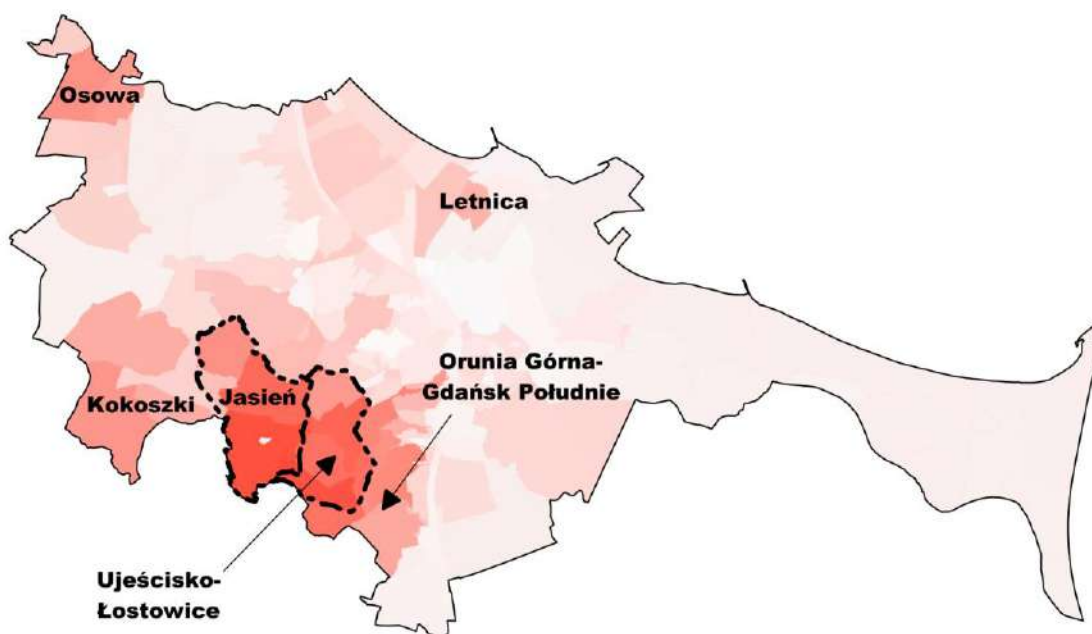 Osowa
Letnica
Orunia Górna-
Gdańsk Południe
Kokoszki
Jasień
Ujeścisko-
Łostowice